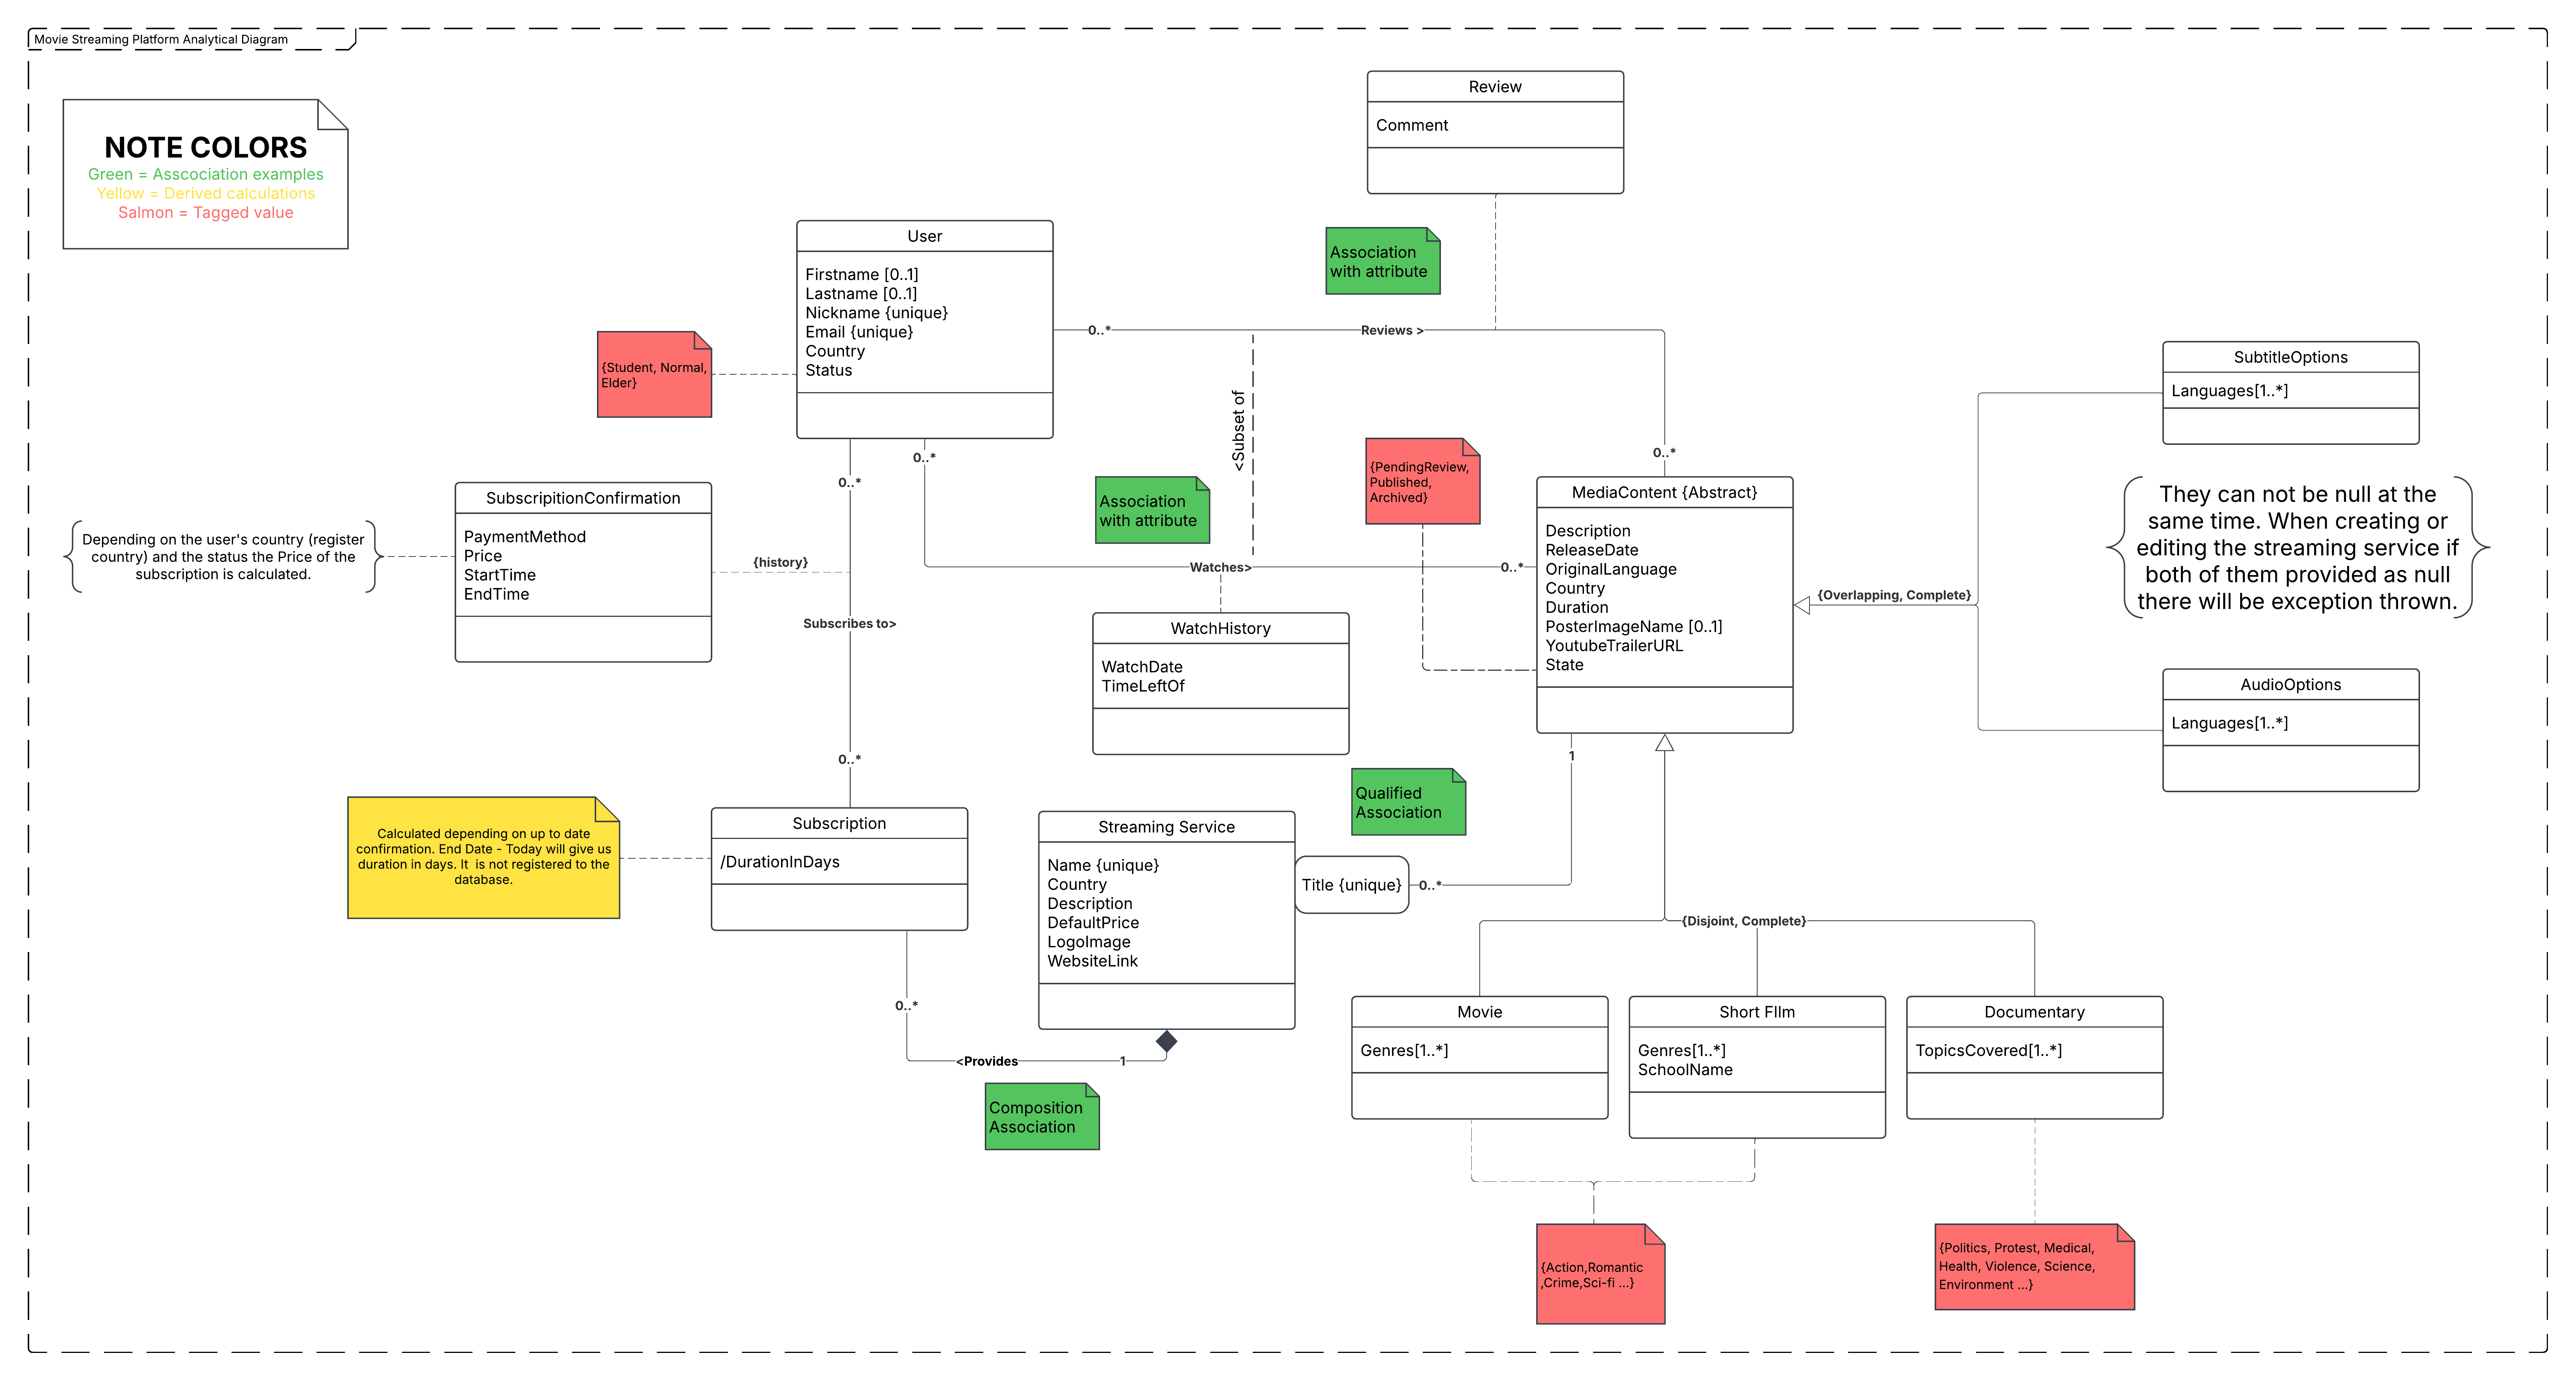 Movie Streaming Platform Analytical Diagram
NOTE COLORS
Green = Asscociation examples
Yellow = Derived calculations
Salmon = Tagged value
Review
Comment
Association
with attribute
User
Firstname [0..1]
Lastname [0..1]
Nickname {unique}
Email {unique}
Country
Status
{Student, Normal,
Elder}
0..*
Reviews >
0..*
<Subset of
0..*
0..*
Association
with attribute
Watches>
0..*
{PendingReview,
Published,
Archived}
MediaContent {Abstract}
Description
ReleaseDate
OriginalLanguage
Country
Duration
PosterImageName [0..1]
YoutubeTrailerURL
State
SubtitleOptions
Languages[1..*]
{Overlapping, Complete}
They can not be null at the
same time. When creating or
editing the streaming service if
both of them provided as null
there will be exception thrown.
AudioOptions
Languages[1..*]
SubscripitionConfirmation
PaymentMethod
Price
StartTime
EndTime
Depending on the user's country (register
country) and the status the Price of the
subscription is calculated.
{history}
Subscribes to>
0..*
WatchHistory
WatchDate
TimeLeftOf
Calculated depending on up to date
confirmation. End Date - Today will give us
duration in days. It  is not registered to the
database.
Subscription
/DurationInDays
Streaming Service
Name {unique}
Country
Description
DefaultPrice
LogoImage
WebsiteLink
Qualified
Association
Title {unique}
0..*
1
{Disjoint, Complete}
0..*
<Provides
1
Composition
Association
Movie
Genres[1..*]
Short FIlm
Genres[1..*]
SchoolName
Documentary
TopicsCovered[1..*]
{Action,Romantic
,Crime,Sci-fi ...}
{Politics, Protest, Medical,
Health, Violence, Science,
Environment ...}